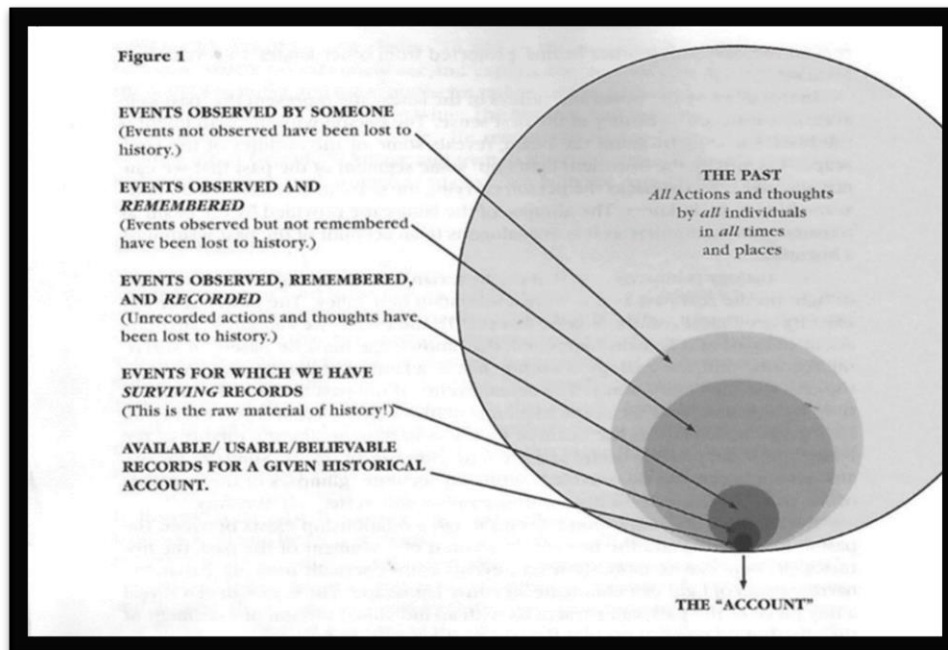 Figure 1
EVENTS OBSERVED BY SOMEONE
(Events not observed have been lost to
history.)
EVENTS OBSERVED AND
REMEMBERED
(Events observed but not remembered
have been lost to history.)
EVENTS OBSERVED, REMEMBERED,
AND RECORDED
(Unrecorded actions and thoughts have
been lost to history.)
EVENTS FOR WHICH WE HAVE
SURVIVING RECORDS
(This is the raw material of history!)
AVAILABLE/ USABLE/BELIEVABLE
RECORDS FOR A GIVEN HISTORICAL
ACCOUNT.
THE PAST
All Actions and thoughts
by all individuals
in all times
and places
THE "ACCOUNT"